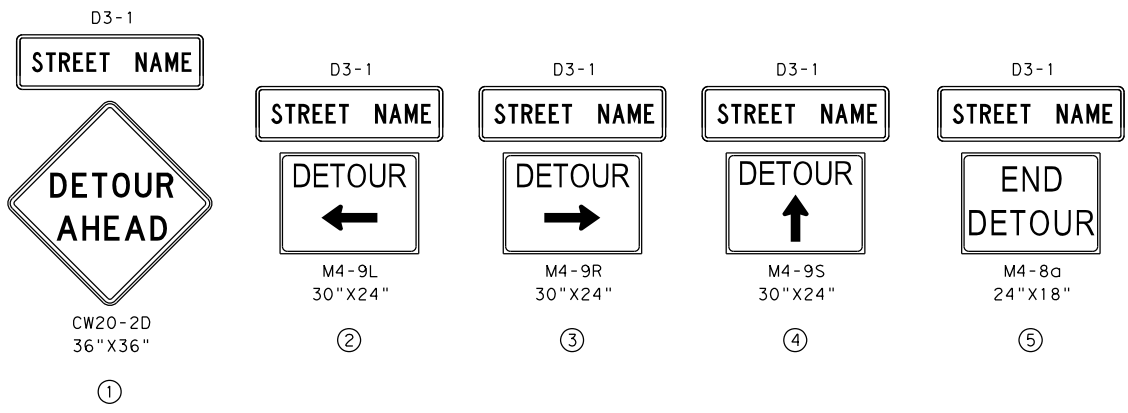 D3-1
STREET NAME
DETOUR
AHEAD
CW20-2D
36"X36"
1
D3-1
STREET NAME
DETOUR
M4-9L
30"X24"
2
D3-1
STREET NAME
DETOUR
M4-9R
30"X24"
3
D3-1
STREET NAME
DETOUR
M4-9S
30"X24"
4
D3-1
STREET NAME
END
DETOUR
M4-8a
24"X18"
5